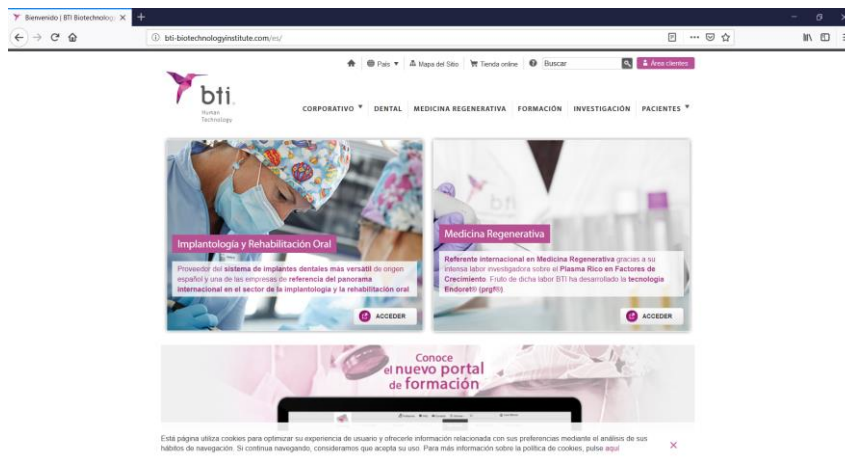 Bienvenido | BTI Biotechnolog
bti-biotechnologyinstitute.com/es/
País
Mapa del Sitio
Tienda online
Buscar
Área clientes
bti
Human
Technology
CORPORATIVO
DENTAL
MEDICINA REGENERATIVA
FORMACIÓN
INVESTIGACIÓN
PACIENTES
Implantología y Rehabilitación Oral
Proveedor del sistema de implantes dentales más versátil de origen
español y una de las empresas de referencia del panorama
internacional en el sector de la implantología y la rehabilitación oral
ACCEDER
bti
Medicina Regenerativa
Referente internacional en Medicina Regenerativa gracias a su
intensa labor investigadora sobre el Plasma Rico en Factores de
Crecimiento. Fruto de dicha labor BTI ha desarrollado la tecnología
Endoret® (prgf®)
ACCEDER
Conoce
el nuevo portal
de formación
Está página utiliza cookies para optimizar su experiencia de usuario y ofrecerle información relacionada con sus preferencias mediante el análisis de sus
hábitos de navegación. Si continua navegando, consideramos que acepta su uso. Para más información sobre la política de cookies, pulse aquí